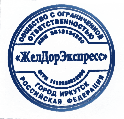 ОБЩЕСТВО С ОГРАНИЧЕННОЙ
ОТВЕТСТВЕННОСТЬЮ
«ЖелДорЭкспресс»
ГОРОД ИРКУТСК
РОССИЙСКАЯ ФЕДЕРАЦИЯ